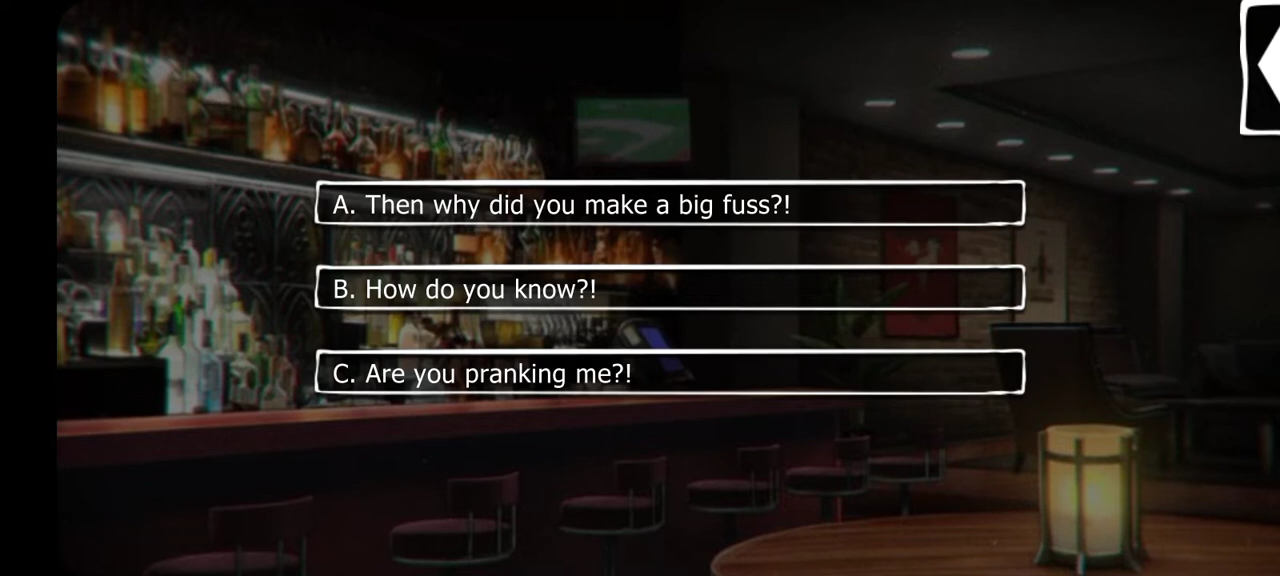 A. Then why did you make a big fuss?!
B. How do you know?!
C. Are you pranking me?!